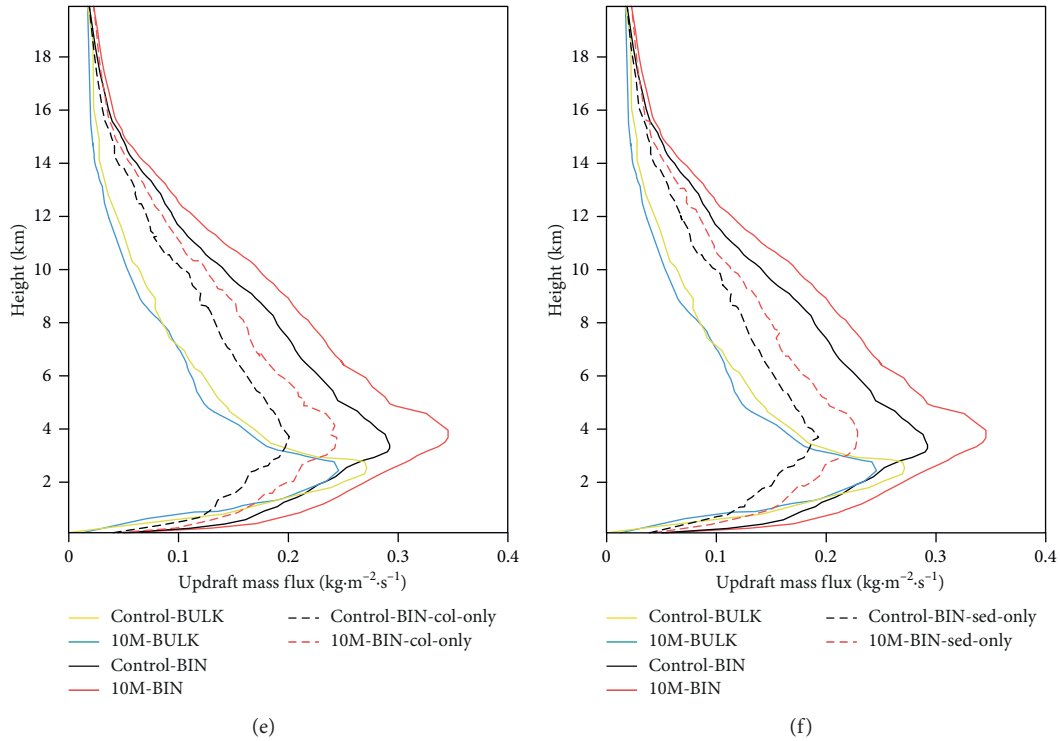 18
16
14
12
10
8
6
4
2
Height (km)
0 0.1 0.2 0.3 0.4
Updraft mass flux (kg·m⁻²·s⁻¹)
Control-BULK
10M-BULK
Control-BIN
10M-BIN
Control-BIN-col-only
10M-BIN-col-only
(e)
18
16
14
12
10
8
6
4
2
Height (km)
0 0.1 0.2 0.3 0.4
Updraft mass flux (kg·m⁻²·s⁻¹)
Control-BULK
10M-BULK
Control-BIN
10M-BIN
Control-BIN-sed-only
10M-BIN-sed-only
(f)